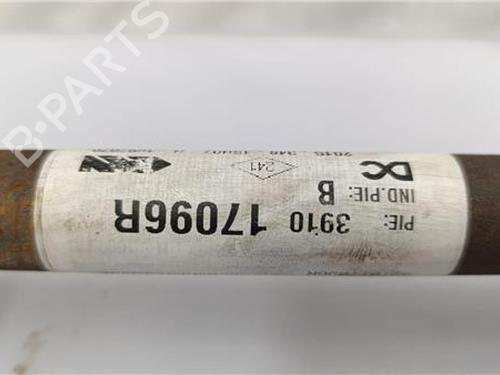 DC
IND.PIE: B
PIE: 3910 17096R
241
B-Parts